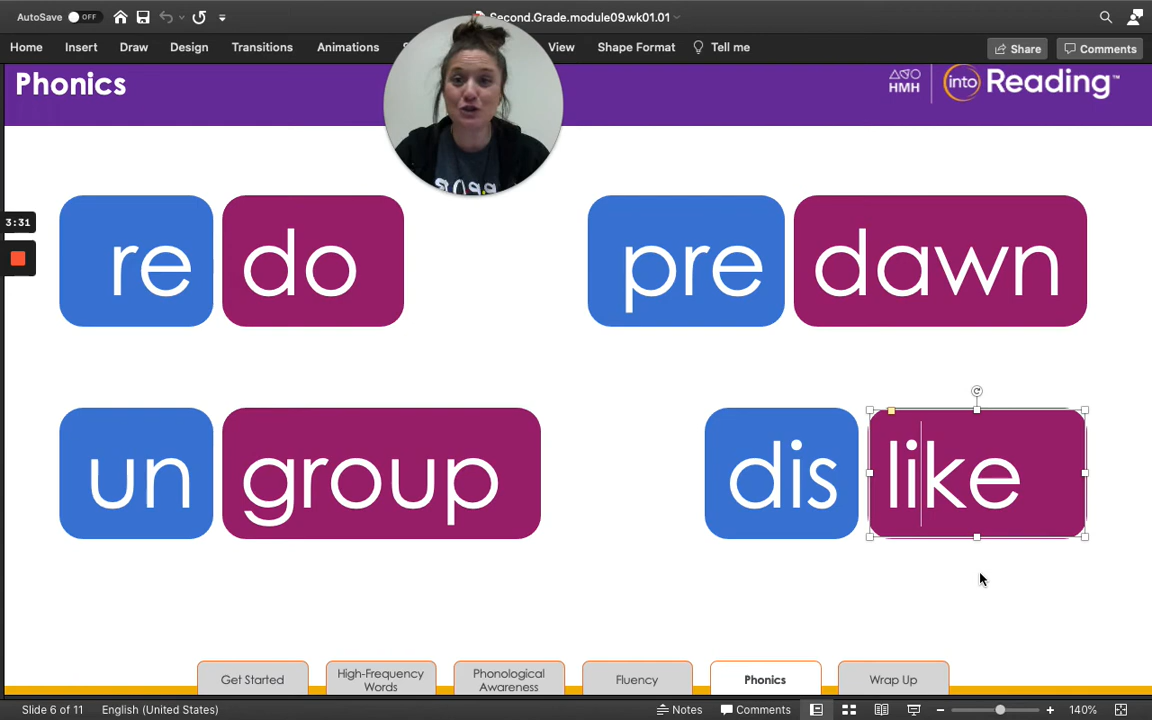 AutoSave OFF
Second.Grade.module09.wk01.01
Home Insert Draw Design Transitions Animations View Shape Format Tell me Share Comments
Phonics
HMH into Reading™
3:31
re do pre dawn
un group dis like
Get Started
High-Frequency Words
Phonological Awareness
Fluency
Phonics
Wrap Up
Slide 6 of 11 English (United States) Notes Comments 140%